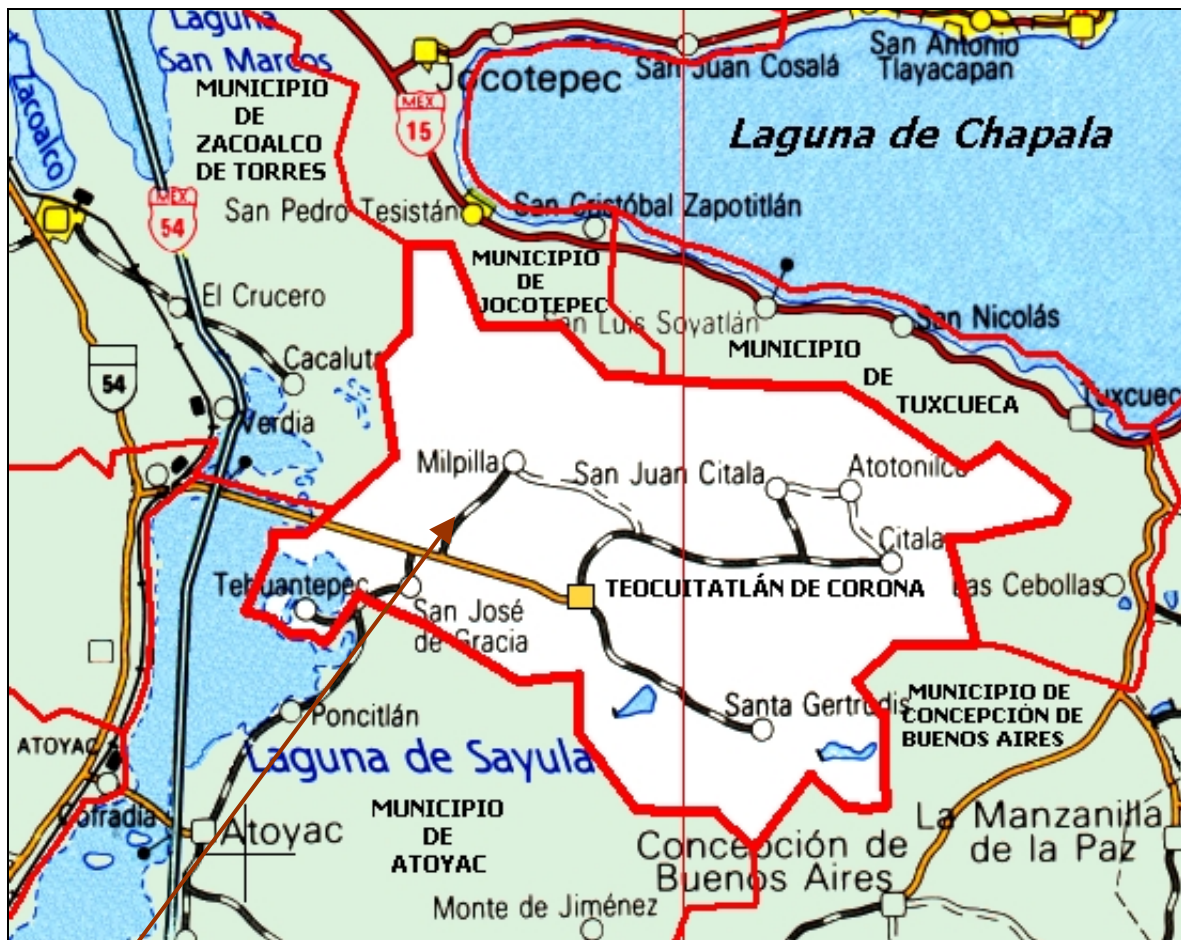 Laguna
San Marcos
Zacoalco
MUNICIPIO
DE
ZACOALCO
DE TORRES
Jocotepec
San Juan Cosalá
San Antonio
Tlayacapan
MEX
15
Laguna de Chapala
MEX
54
San Pedro Tesistán
San Cristóbal Zapotitlán
MUNICIPIO
DE
JOCOTEPEC
El Crucero
San Luis Soyatlán
San Nicolás
MUNICIPIO
DE
TUXCUECA
Cacalut
54
Verdia
Tuxcuec
Milpilla
San Juan Citala
Atotonilco
Citala
Tehuantepec
TEOCUITATLÁN DE CORONA
Las Cebollas
San José
de Gracia
Santa Gertrudis
MUNICIPIO DE
CONCEPCIÓN DE
BUENOS AIRES
Poncitlán
ATOYAC
Laguna de Sayula
Cofradia
MUNICIPIO
DE
ATOYAC
Atoyac
La Manzanilla
de la Paz
Concepción de
Buenos Aires
Monte de Jiménez